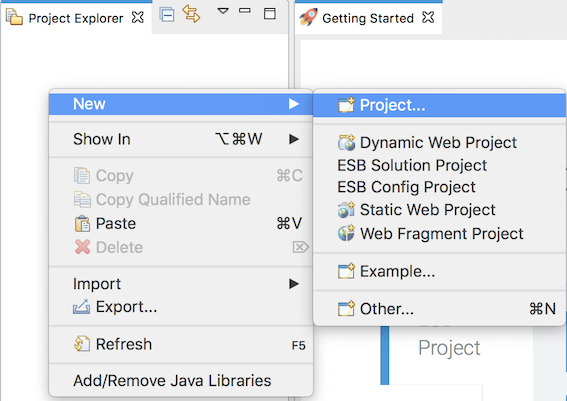 Project Explorer
Getting Started
New
Show In ⌥⌘W
Copy ⌘C
Copy Qualified Name
Paste ⌘V
Delete ⌦
Import
Export...
Refresh F5
Add/Remove Java Libraries
Project...
Dynamic Web Project
ESB Solution Project
ESB Config Project
Static Web Project
Web Fragment Project
Example...
Other... ⌘N
ESB
Project